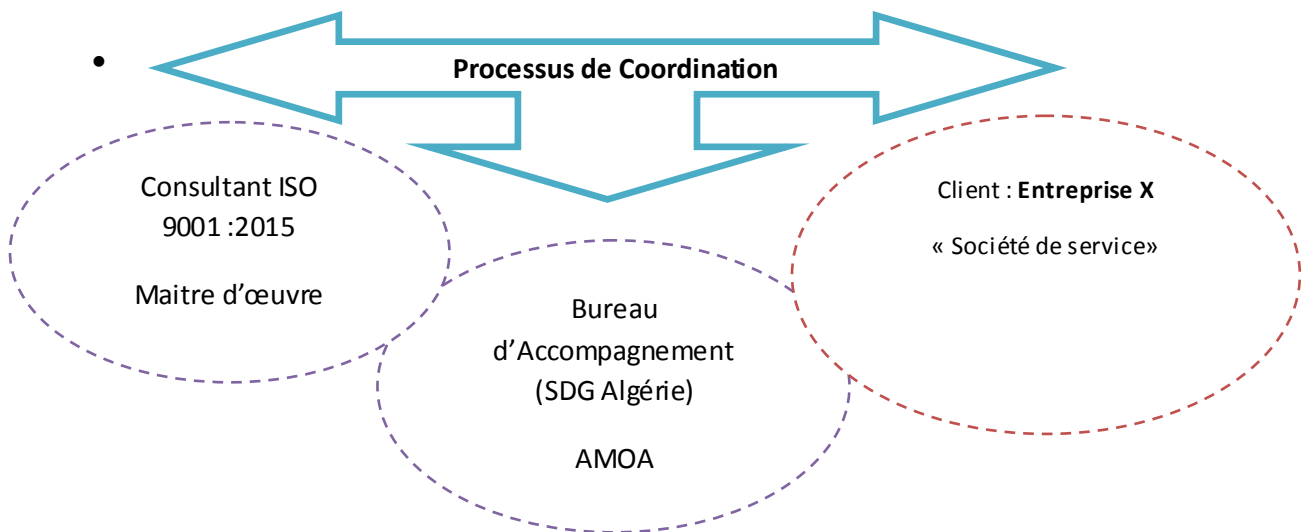 •
Processus de Coordination
Consultant ISO
9001 :2015
Maitre d’œuvre
Bureau
d’Accompagnement
(SDG Algérie)
AMOA
Client : Entreprise X
« Société de service»